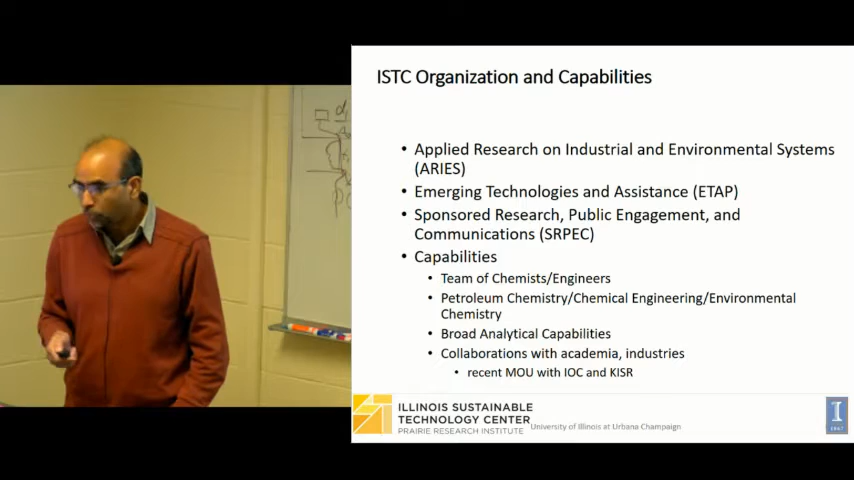 ISTC Organization and Capabilities
• Applied Research on Industrial and Environmental Systems
(ARIES)
• Emerging Technologies and Assistance (ETAP)
• Sponsored Research, Public Engagement, and
Communications (SRPEC)
• Capabilities
• Team of Chemists/Engineers
• Petroleum Chemistry/Chemical Engineering/Environmental
Chemistry
• Broad Analytical Capabilities
• Collaborations with academia, industries
• recent MOU with IOC and KISR
ILLINOIS SUSTAINABLE
TECHNOLOGY CENTER
PRAIRIE RESEARCH INSTITUTE
University of Illinois at Urbana Champaign
I
1867